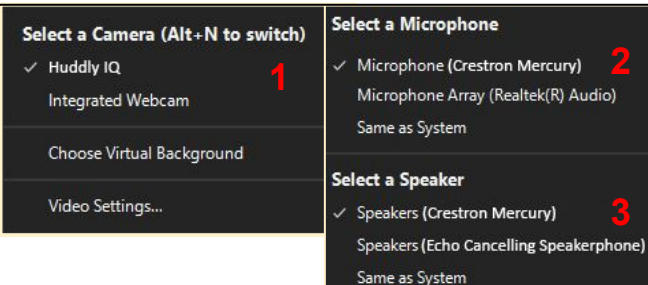 Select a Camera (Alt+N to switch)
✓ Huddly IQ
1
Integrated Webcam
Choose Virtual Background
Video Settings...
Select a Microphone
✓ Microphone (Crestron Mercury)
2
Microphone Array (Realtek(R) Audio)
Same as System
Select a Speaker
✓ Speakers (Crestron Mercury)
3
Speakers (Echo Cancelling Speakerphone)
Same as System